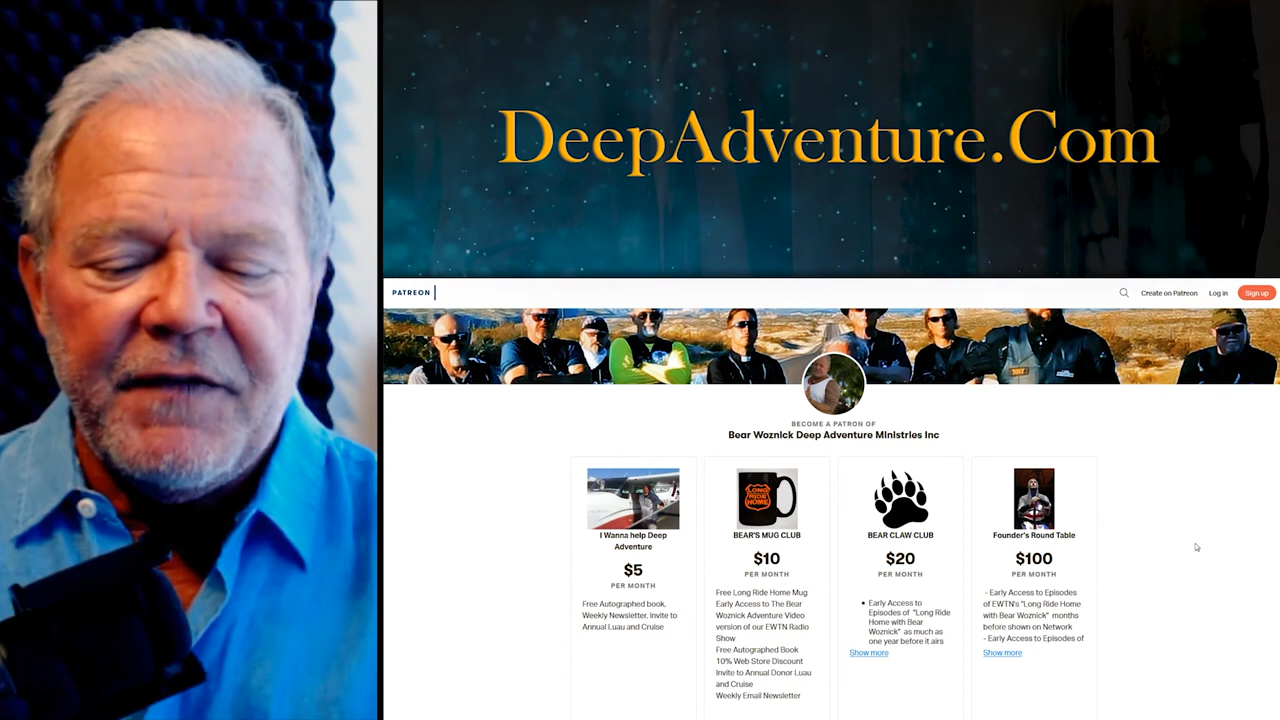 DeepAdventure.Com
PATREON
Create on Patreon
Log in
Sign up
BECOME A PATRON OF
Bear Woznick Deep Adventure Ministries Inc
I Wanna help Deep
Adventure
$5
PER MONTH
Free Autographed book,
Weekly Newsletter, Invite to
Annual Luau and Cruise
LONG
RIDE
HOME
BEAR'S MUG CLUB
$10
PER MONTH
Free Long Ride Home Mug
Early Access to The Bear
Woznick Adventure Video
version of our EWTN Radio
Show
Free Autographed Book
10% Web Store Discount
Invite to Annual Donor Luau
and Cruise
Weekly Email Newsletter
BEAR CLAW CLUB
$20
PER MONTH
• Early Access to
Episodes of "Long Ride
Home with Bear
Woznick" as much as
one year before it airs
Show more
Founder's Round Table
$100
PER MONTH
- Early Access to Episodes
of EWTN's "Long Ride Home
with Bear Woznick" months
before shown on Network
- Early Access to Episodes of
Show more